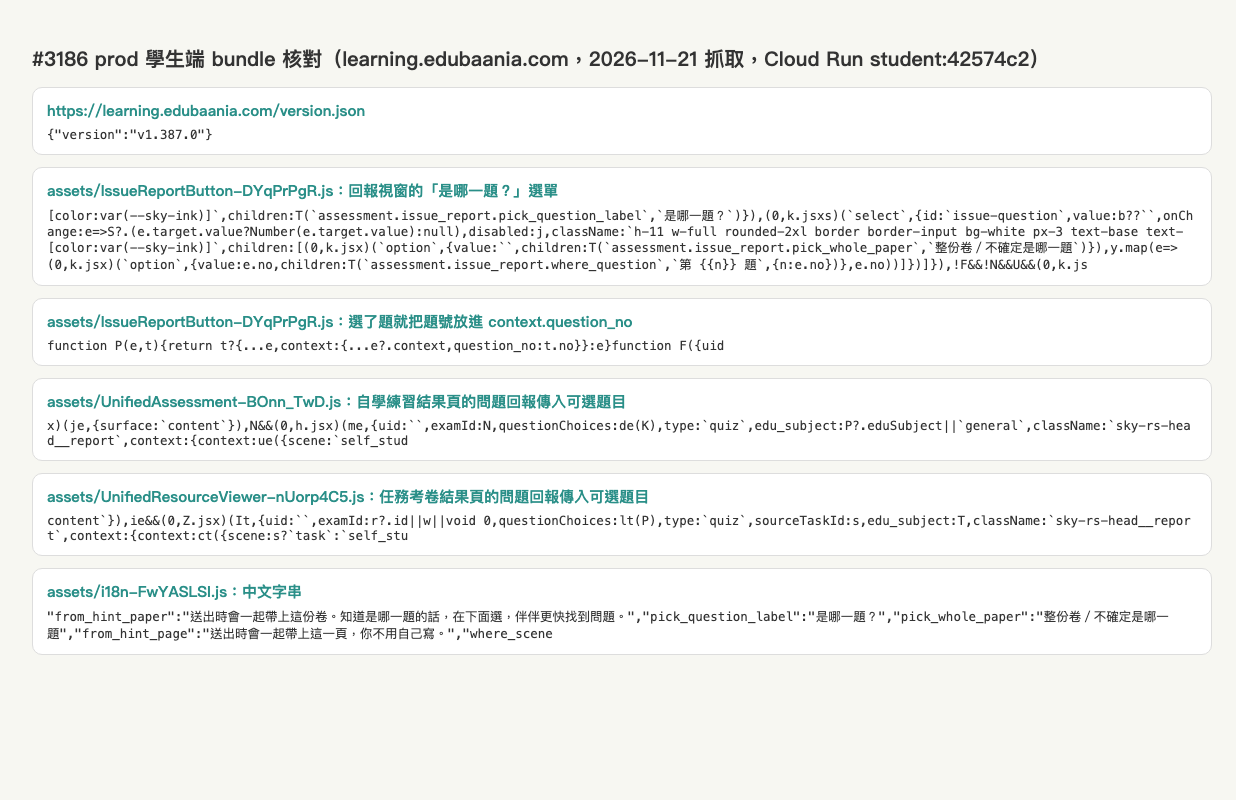 #3186 prod 學生端 bundle 核對（learning.edubaania.com，2026-11-21 抓取，Cloud Run student:42574c2）
https://learning.edubaania.com/version.json
{"version":"v1.387.0"}
assets/IssueReportButton-DYqPrPgR.js：回報視窗的「是哪一題？」選單
[color:var(--sky-ink)]`,children:T(`assessment.issue_report.pick_question_label`,`是哪一題？`)}),(0,k.jsxs)(`select`,{id:`issue-question`,value:b??``,onCh
ange:e=>S?.(e.target.value?Number(e.target.value):null),disabled:j,className:`h-11 w-full rounded-2xl border border-input bg-white px-3 text-base text-
[color:var(--sky-ink)]`,children:[(0,k.jsx)(`option`,{value:``,children:T(`assessment.issue_report.pick_whole_paper`,`整份卷／不確定是哪一題`)}),y.map(e=>
(0,k.jsx)(`option`,{value:e.no,children:T(`assessment.issue_report.where_question`,`第 {{n}} 題`,{n:e.no})},e.no))]})]}),!F&&!N&&U&&(0,k.js
assets/IssueReportButton-DYqPrPgR.js：選了題就把題號放進 context.question_no
function P(e,t){return t?{...e,context:{...e?.context,question_no:t.no}}:e}function F({uid
assets/UnifiedAssessment-BOnn_TwD.js：自學練習結果頁的問題回報傳入可選題目
x)(je,{surface:`content`}),N&&(0,h.jsx)(me,{uid:``,examId:N,questionChoices:de(K),type:`quiz`,edu_subject:P?.eduSubject||`general`,className:`sky-rs-hea
d__report`,context:{context:ue({scene:`self_stud
assets/UnifiedResourceViewer-nUorp4C5.js：任務考卷結果頁的問題回報傳入可選題目
content`}),ie&&(0,Z.jsx)(It,{uid:``,examId:r?.id||w||void 0,questionChoices:lt(P),type:`quiz`,sourceTaskId:s,edu_subject:T,className:`sky-rs-head__repor
t`,context:{context:ct({scene:s?`task`:`self_stu
assets/i18n-FwYASLSI.js：中文字串
"from_hint_paper":"送出時會一起帶上這份卷。知道是哪一題的話，在下面選，伴伴更快找到問題。","pick_question_label":"是哪一題？","pick_whole_paper":"整份卷／不確定是哪一
題","from_hint_page":"送出時會一起帶上這一頁，你不用自己寫。","where_scene